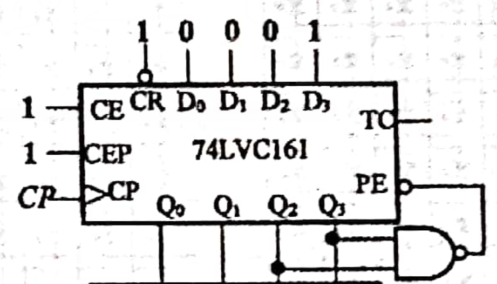 1 0 0 0 1
1 CE CR D₀ D₁ D₂ D₃ TC
1 CEP 74LVC161
CP CP PE
Q₀ Q₁ Q₂ Q₃